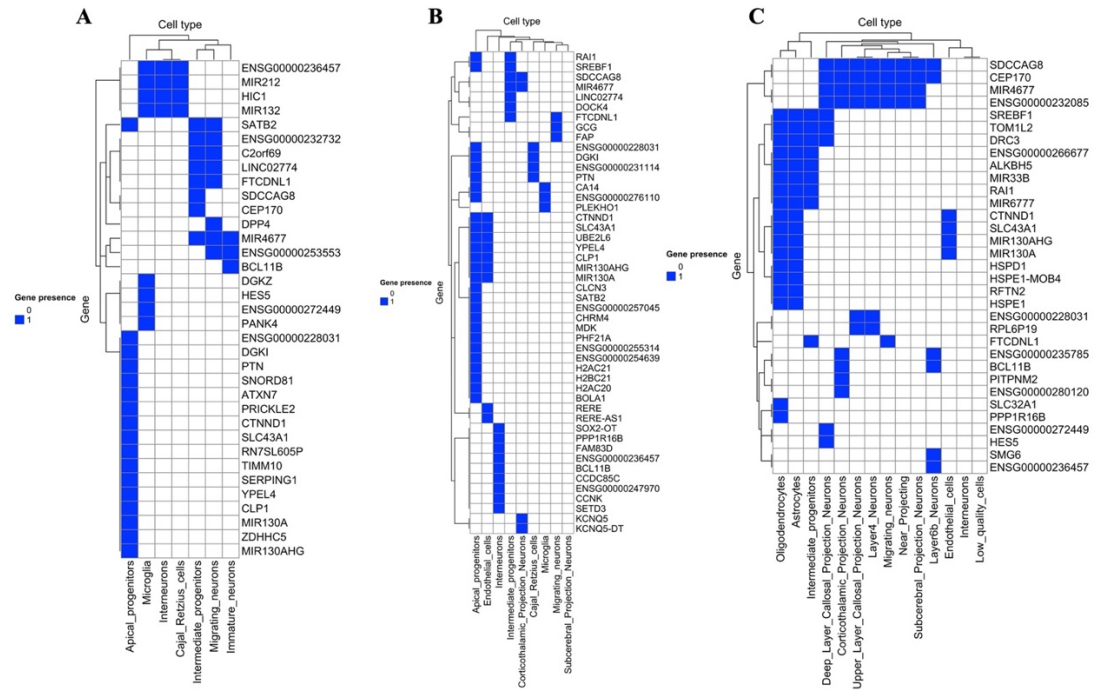 A
Cell type
ENSG00000236457
MIR212
HIC1
MIR132
SATB2
ENSG00000232732
C2orf69
LINC02774
FTCDNL1
SDCCAG8
CEP170
DPP4
MIR4677
ENSG00000253553
BCL11B
DGKZ
HES5
ENSG00000272449
PANK4
ENSG00000228031
DGKI
PTN
SNORD81
ATXN7
PRICKLE2
CTNND1
SLC43A1
RN7SL605P
TIMM10
SERPING1
YPEL4
CLP1
MIR130A
ZDHHC5
MIR130AHG
Gene presence
0
1
Gene
Apical_progenitors
Microglia
Interneurons
Cajal_Retzius_cells
Intermediate_progenitors
Migrating_neurons
Immature_neurons
B
Cell type
RAI1
SREBF1
SDCCAG8
MIR4677
LINC02774
DOCK4
FTCDNL1
GCG
FAP
ENSG00000228031
DGKI
ENSG00000231114
PTN
CA14
ENSG00000276110
PLEKHO1
CTNND1
SLC43A1
UBE2L6
YPEL4
CLP1
MIR130AHG
MIR130A
CLCN3
SATB2
ENSG00000257045
CHRM4
MDK
PHF21A
ENSG00000255314
ENSG00000254639
H2AC21
H2BC21
H2AC20
BOLA1
RERE
RERE-AS1
SOX2-OT
PPP1R16B
FAM83D
ENSG00000236457
BCL11B
CCDC85C
ENSG00000247970
CCNK
SETD3
KCNQ5
KCNQ5-DT
Gene presence
0
1
Gene
Apical_progenitors
Endothelial_cells
Interneurons
Intermediate_progenitors
Corticothalamic_Projection_Neurons
Cajal_Retzius_cells
Microglia
Migrating_neurons
Subcerebral_Projection_Neurons
C
Cell type
SDCCAG8
CEP170
MIR4677
ENSG00000232085
SREBF1
TOM1L2
DRC3
ENSG00000266677
ALKBH5
MIR33B
RAI1
MIR6777
CTNND1
SLC43A1
MIR130AHG
MIR130A
HSPD1
HSPE1-MOB4
RFTN2
HSPE1
ENSG00000228031
RPL6P19
FTCDNL1
ENSG00000235785
BCL11B
PITPNM2
ENSG00000280120
SLC32A1
PPP1R16B
ENSG00000272449
HES5
SMG6
ENSG00000236457
Gene presence
0
1
Gene
Oligodendrocytes
Astrocytes
Intermediate_progenitors
Deep_Layer_Callosal_Projection_Neurons
Corticothalamic_Projection_Neurons
Upper_Layer_Callosal_Projection_Neurons
Layer4_Neurons
Migrating_neurons
Near_Projecting
Subcerebral_Projection_Neurons
Layer6b_Neurons
Endothelial_cells
Interneurons
Low_quality_cells